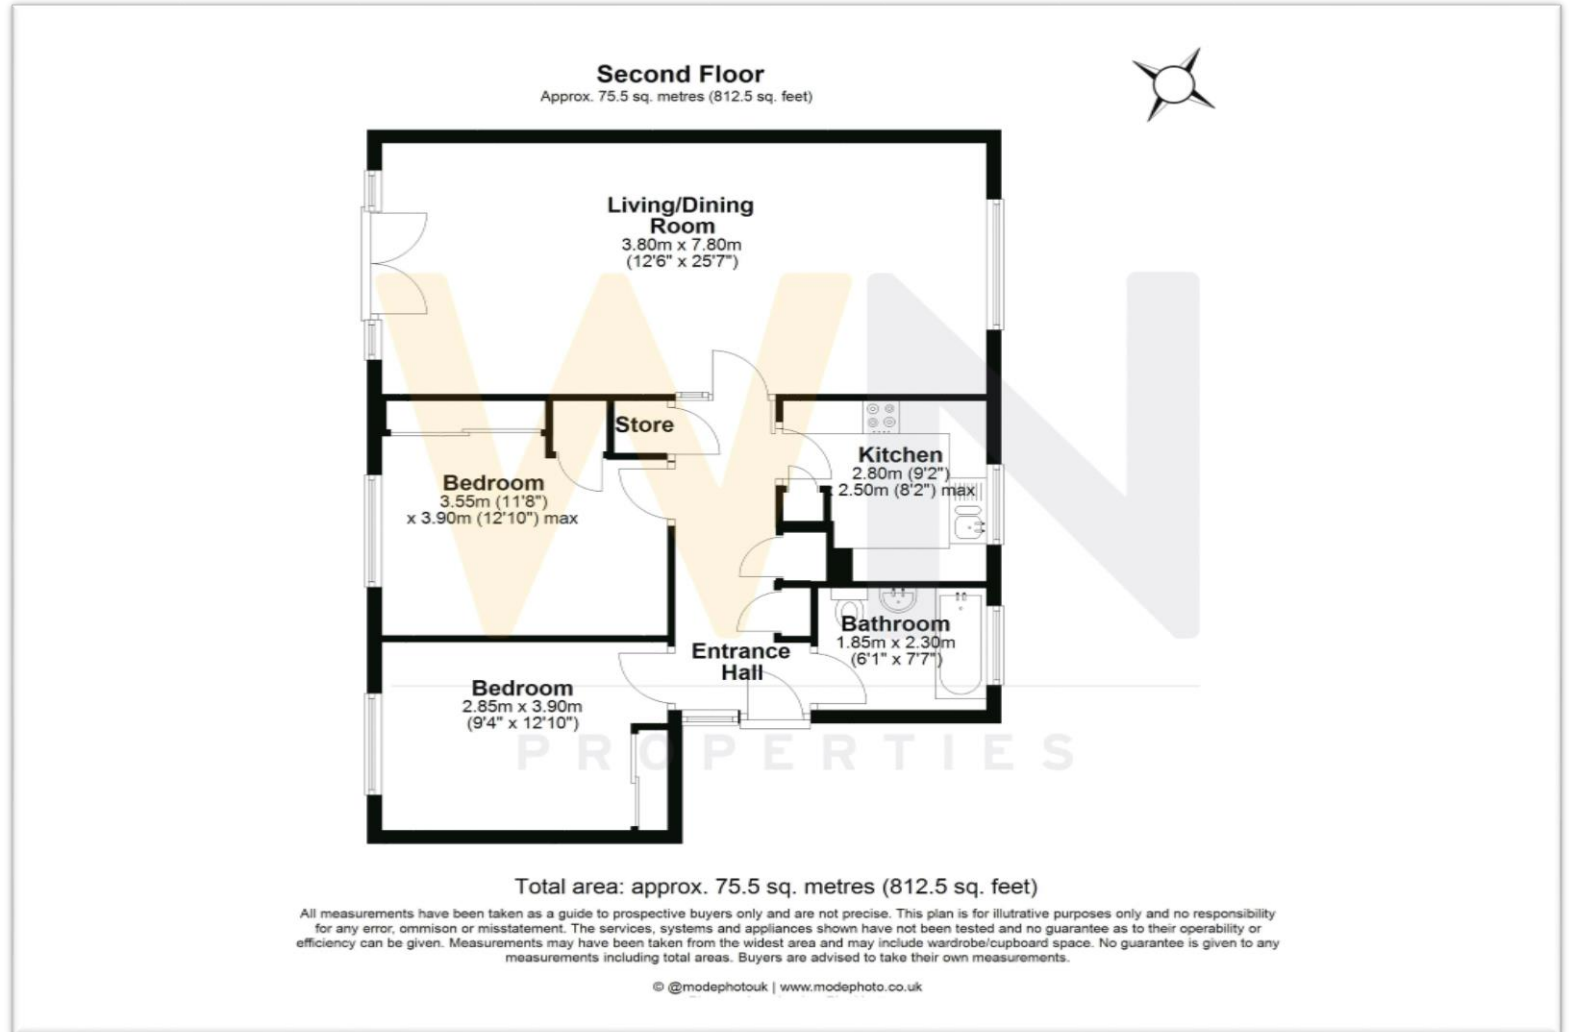 Second Floor
Approx. 75.5 sq. metres (812.5 sq. feet)
Living/Dining
Room
3.80m x 7.80m
(12'6" x 25'7")
Store
Kitchen
2.80m (9'2")
x 2.50m (8'2") max
Bedroom
3.55m (11'8")
x 3.90m (12'10") max
Bathroom
1.85m x 2.30m
(6'1" x 7'7")
Entrance
Hall
Bedroom
2.85m x 3.90m
(9'4" x 12'10")
WN
PROPERTIES
Total area: approx. 75.5 sq. metres (812.5 sq. feet)
All measurements have been taken as a guide to prospective buyers only and are not precise. This plan is for illutrative purposes only and no responsibility
for any error, ommison or misstatement. The services, systems and appliances shown have not been tested and no guarantee as to their operability or
efficiency can be given. Measurements may have been taken from the widest area and may include wardrobe/cupboard space. No guarantee is given to any
measurements including total areas. Buyers are advised to take their own measurements.
© @modephotouk | www.modephoto.co.uk